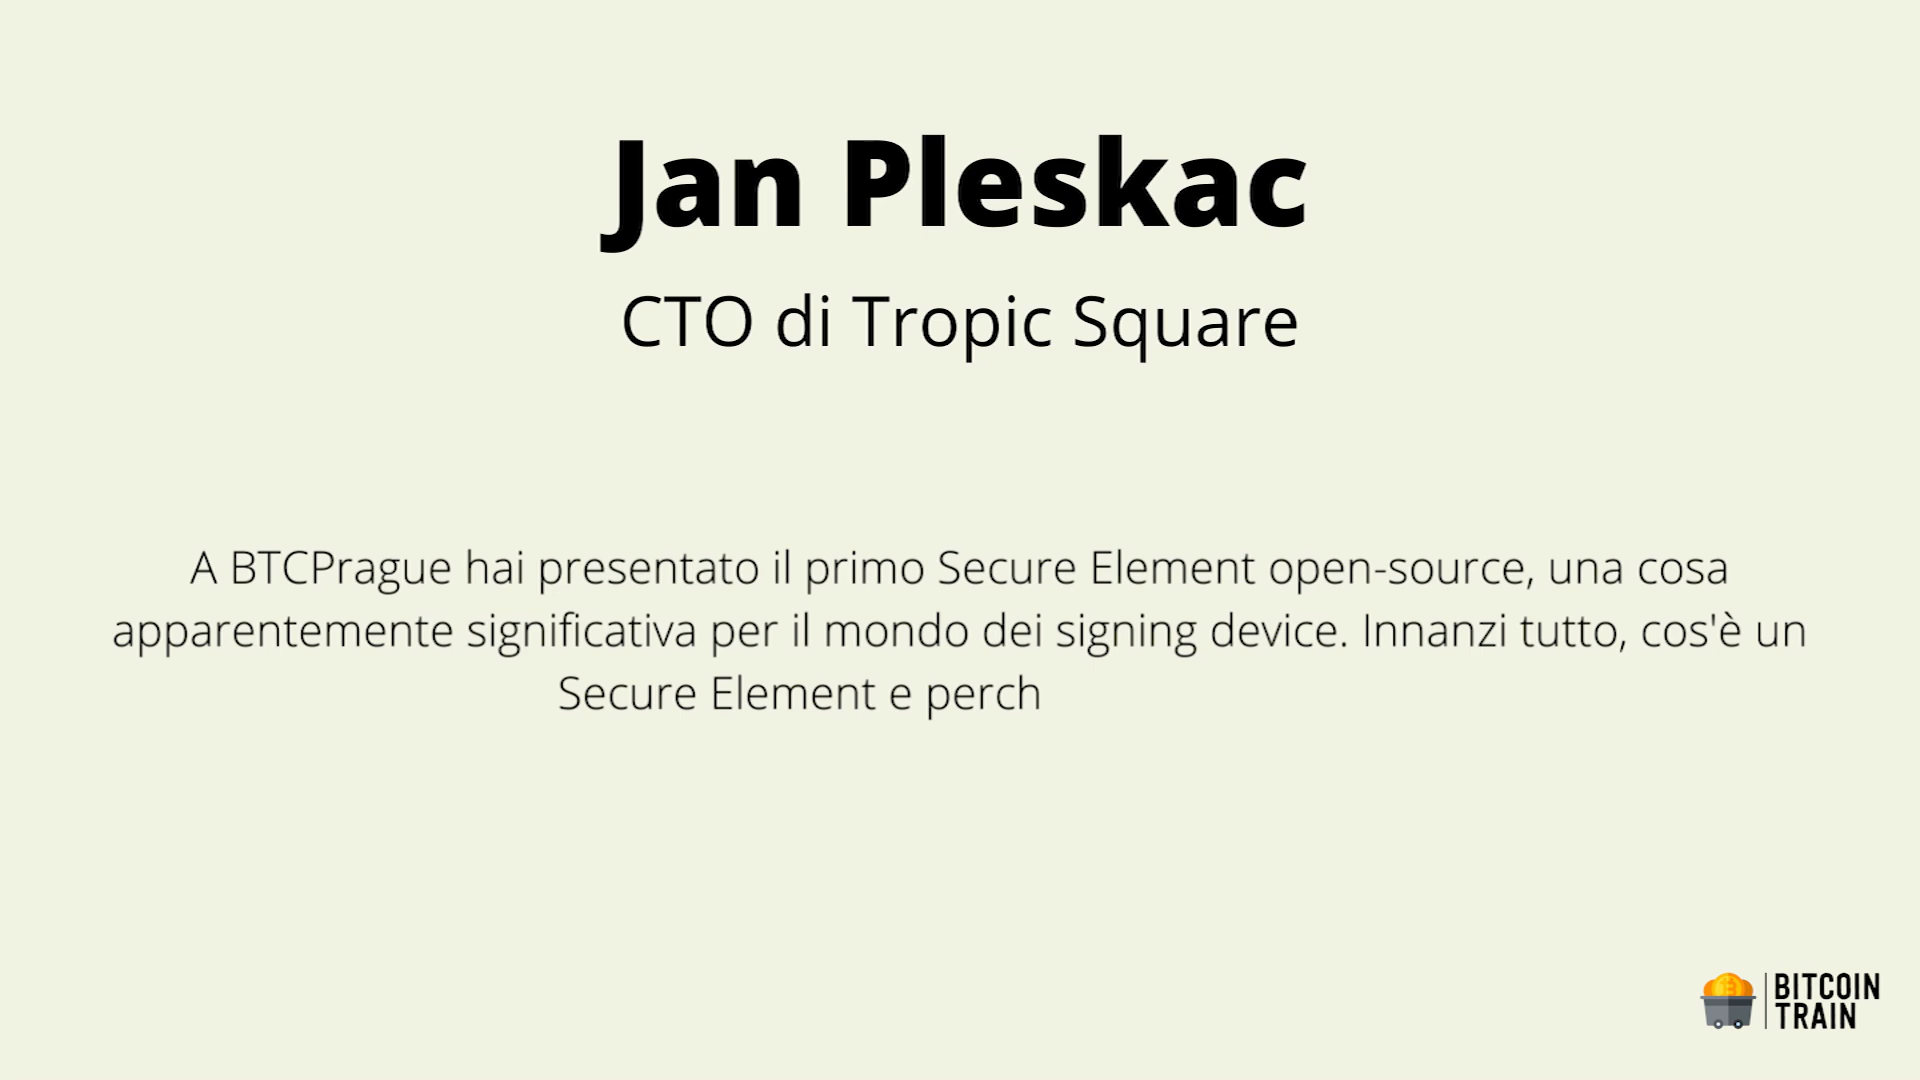 Jan Pleskac
CTO di Tropic Square
A BTCPrague hai presentato il primo Secure Element open-source, una cosa
apparentemente significativa per il mondo dei signing device. Innanzi tutto, cos'è un
Secure Element e perch
BITCOIN
TRAIN